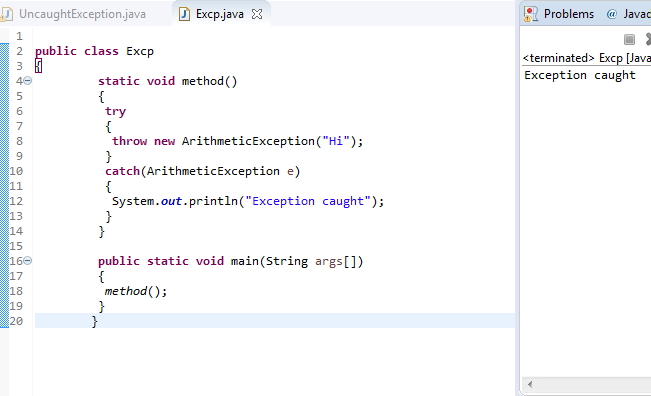 UncaughtException.java
Excp.java
Problems @ Javad
<terminated> Excp [Java
Exception caught
1
2 public class Excp
3 {
4 static void method()
5 {
6 try
7 {
8 throw new ArithmeticException("Hi");
9 }
10 catch(ArithmeticException e)
11 {
12 System.out.println("Exception caught");
13 }
14 }
15
16 public static void main(String args[])
17 {
18 method();
19 }
20 }